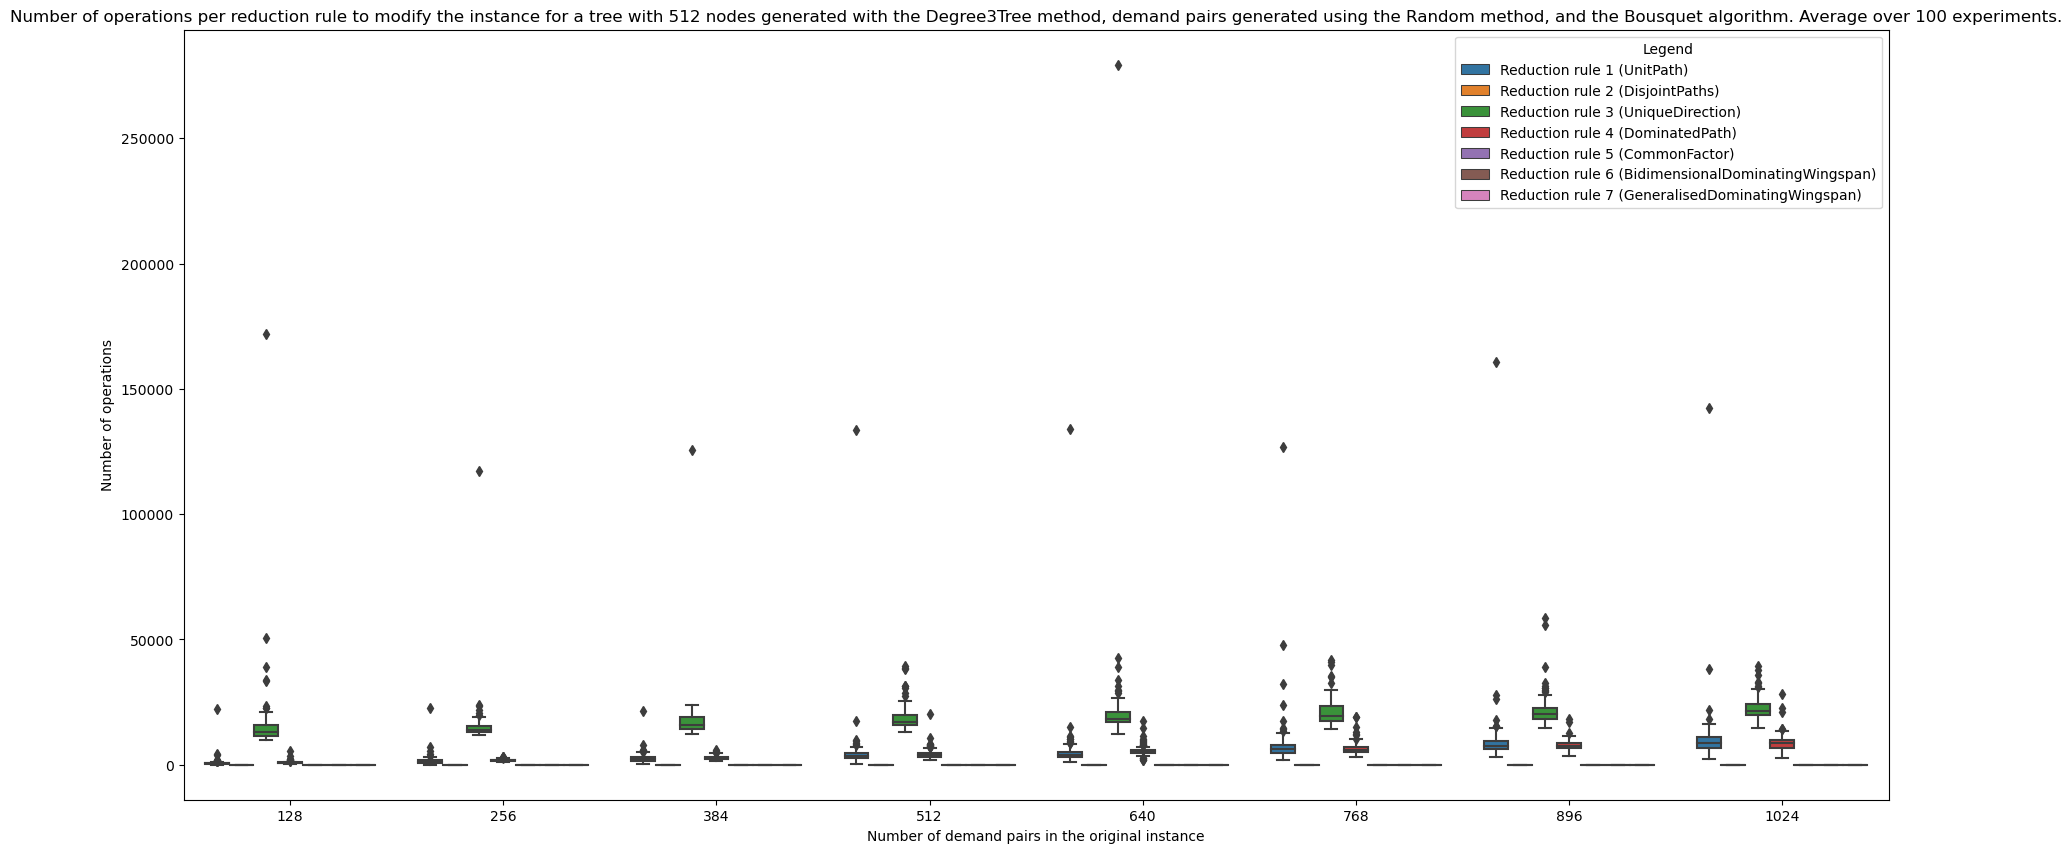 Number of operations per reduction rule to modify the instance for a tree with 512 nodes generated with the Degree3Tree method, demand pairs generated using the Random method, and the Bousquet algorithm. Average over 100 experiments.
Legend
Reduction rule 1 (UnitPath)
Reduction rule 2 (DisjointPaths)
Reduction rule 3 (UniqueDirection)
Reduction rule 4 (DominatedPath)
Reduction rule 5 (CommonFactor)
Reduction rule 6 (BidimensionalDominatingWingspan)
Reduction rule 7 (GeneralisedDominatingWingspan)
Number of operations
250000
200000
150000
100000
50000
0
128 256 384 512 640 768 896 1024
Number of demand pairs in the original instance